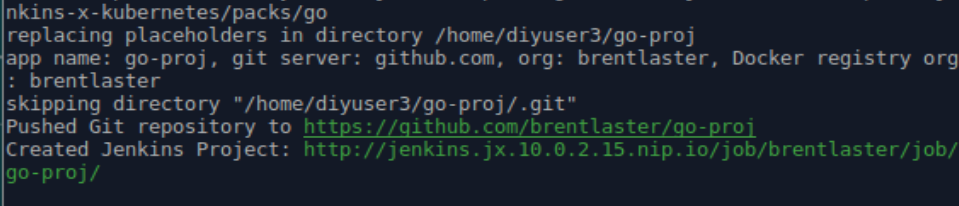 nkins-x-kubernetes/packs/go
replacing placeholders in directory /home/diyuser3/go-proj
app name: go-proj, git server: github.com, org: brentlaster, Docker registry org
: brentlaster
skipping directory "/home/diyuser3/go-proj/.git"
Pushed Git repository to https://github.com/brentlaster/go-proj
Created Jenkins Project: http://jenkins.jx.10.0.2.15.nip.io/job/brentlaster/job/
go-proj/